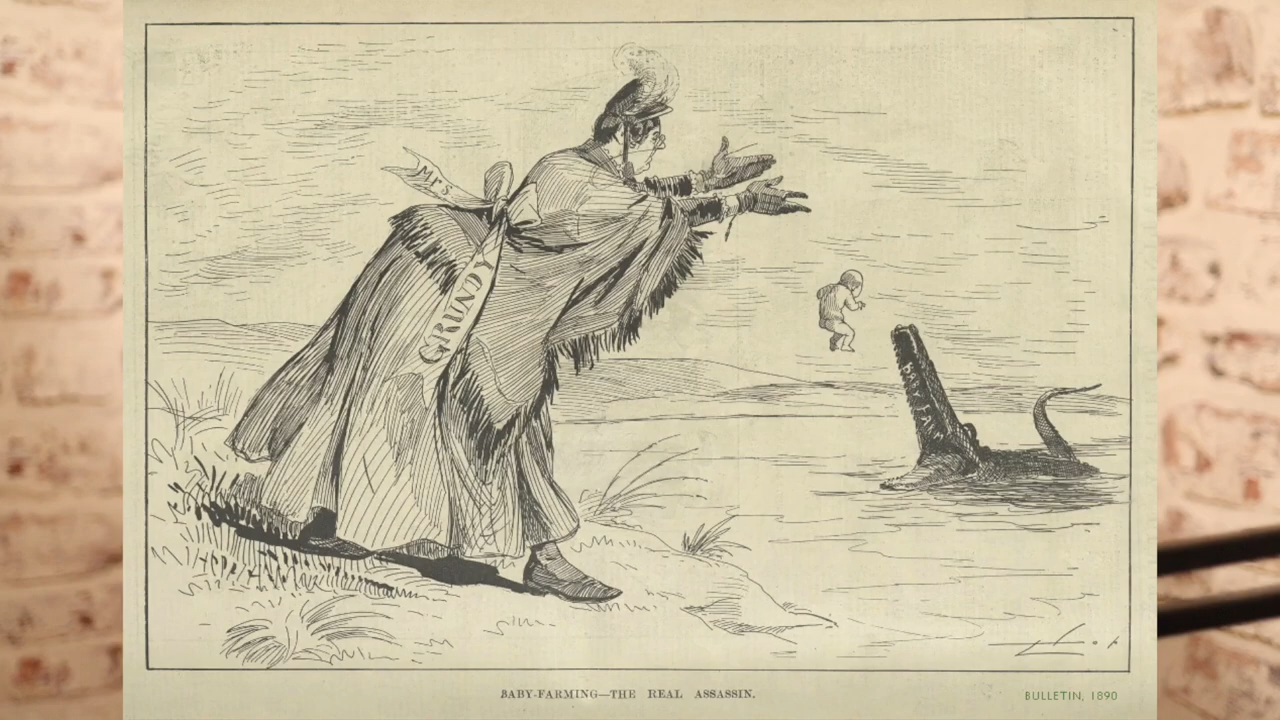 Mrs
GRUNDY
BABY-FARMING—THE REAL ASSASSIN.
BULLETIN, 1890